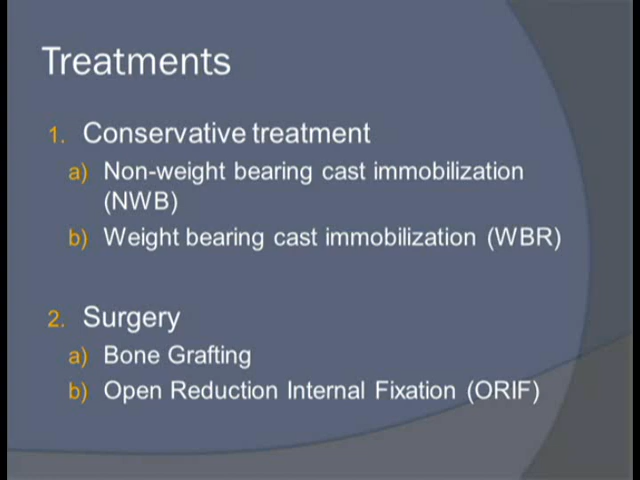 Treatments
1. Conservative treatment
a) Non-weight bearing cast immobilization
(NWB)
b) Weight bearing cast immobilization (WBR)
2. Surgery
a) Bone Grafting
b) Open Reduction Internal Fixation (ORIF)